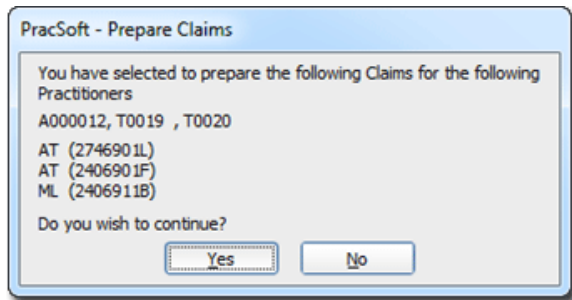 PracSoft - Prepare Claims
You have selected to prepare the following Claims for the following
Practitioners
A000012, T0019 , T0020
AT (2746901L)
AT (2406901F)
ML (2406911B)
Do you wish to continue?
Yes
No